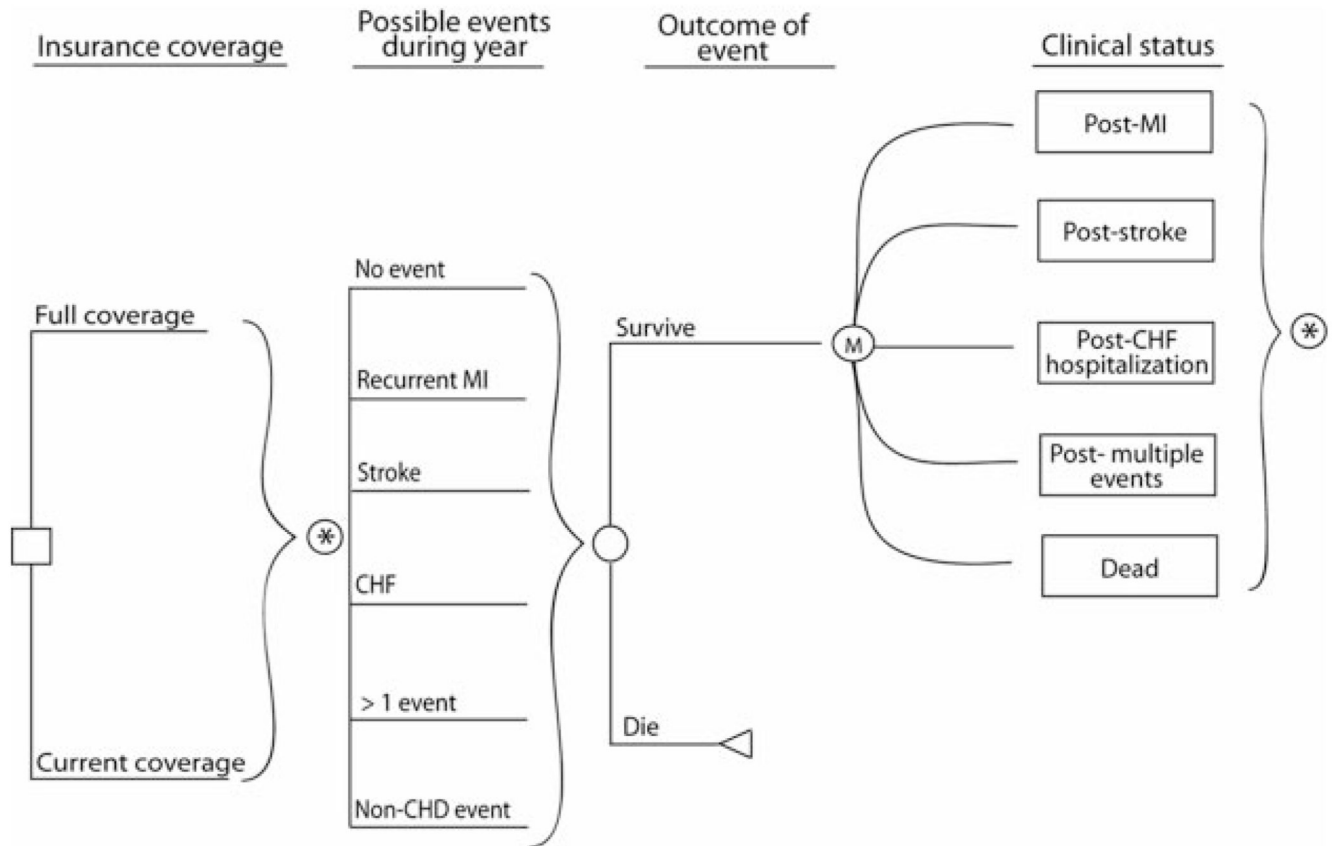 Insurance coverage
Possible events
during year
Outcome of
event
Clinical status
Full coverage
Current coverage
*
No event
Recurrent MI
Stroke
CHF
> 1 event
Non-CHD event
Survive
Die
M
Post-MI
Post-stroke
Post-CHF
hospitalization
Post- multiple
events
Dead
*